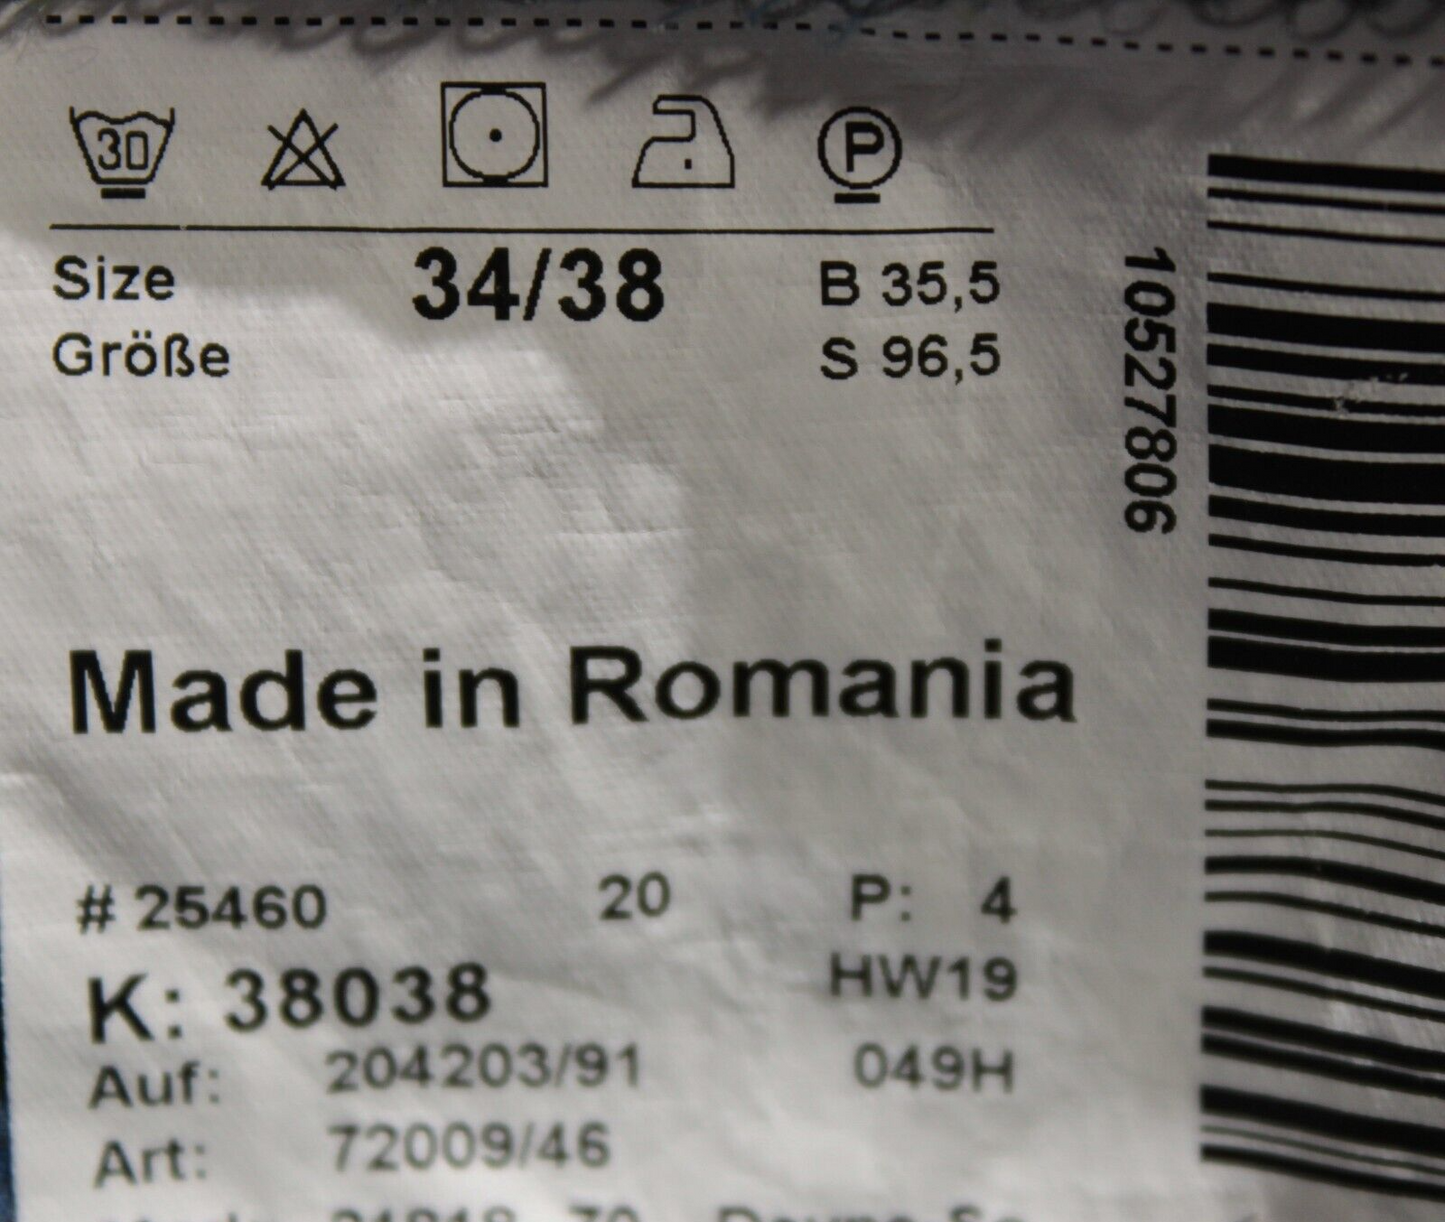 30
P
Size 34/38 B 35,5
Größe S 96,5
10527806
Made in Romania
# 25460 20 P: 4
K: 38038 HW19
Auf: 204203/91 049H
Art: 72009/46